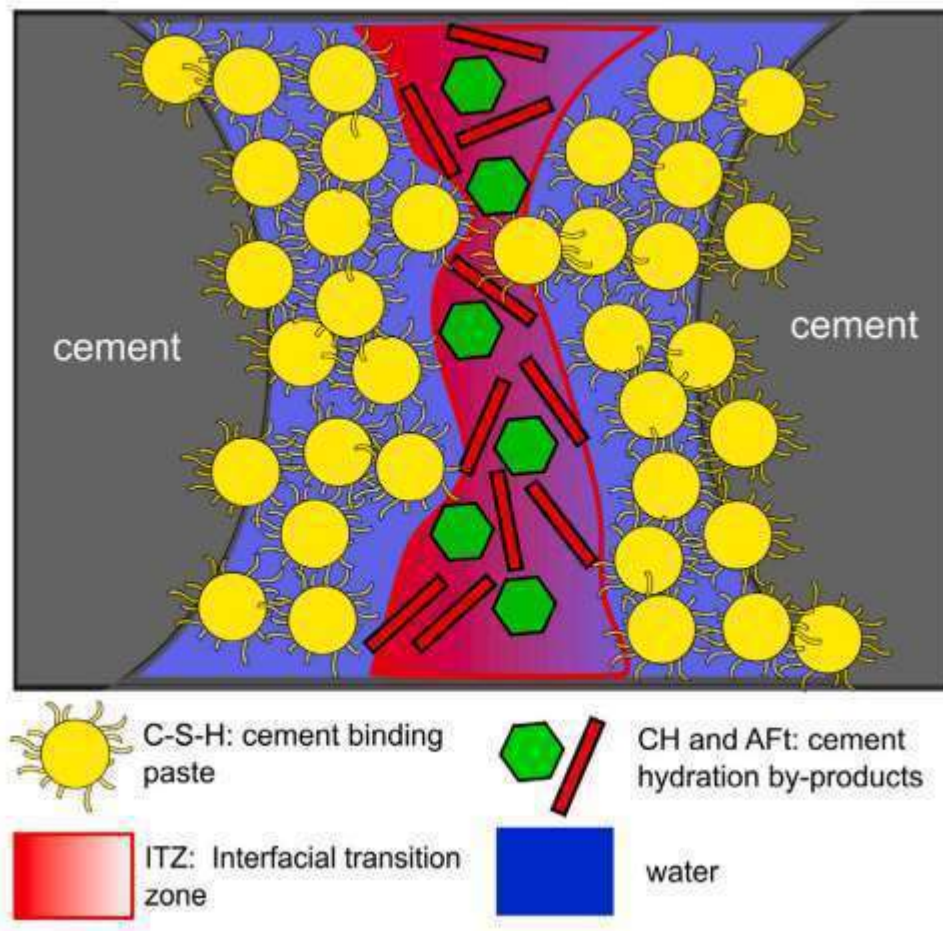 cement
cement
C-S-H: cement binding
paste
CH and AFt: cement
hydration by-products
ITZ: Interfacial transition
zone
water